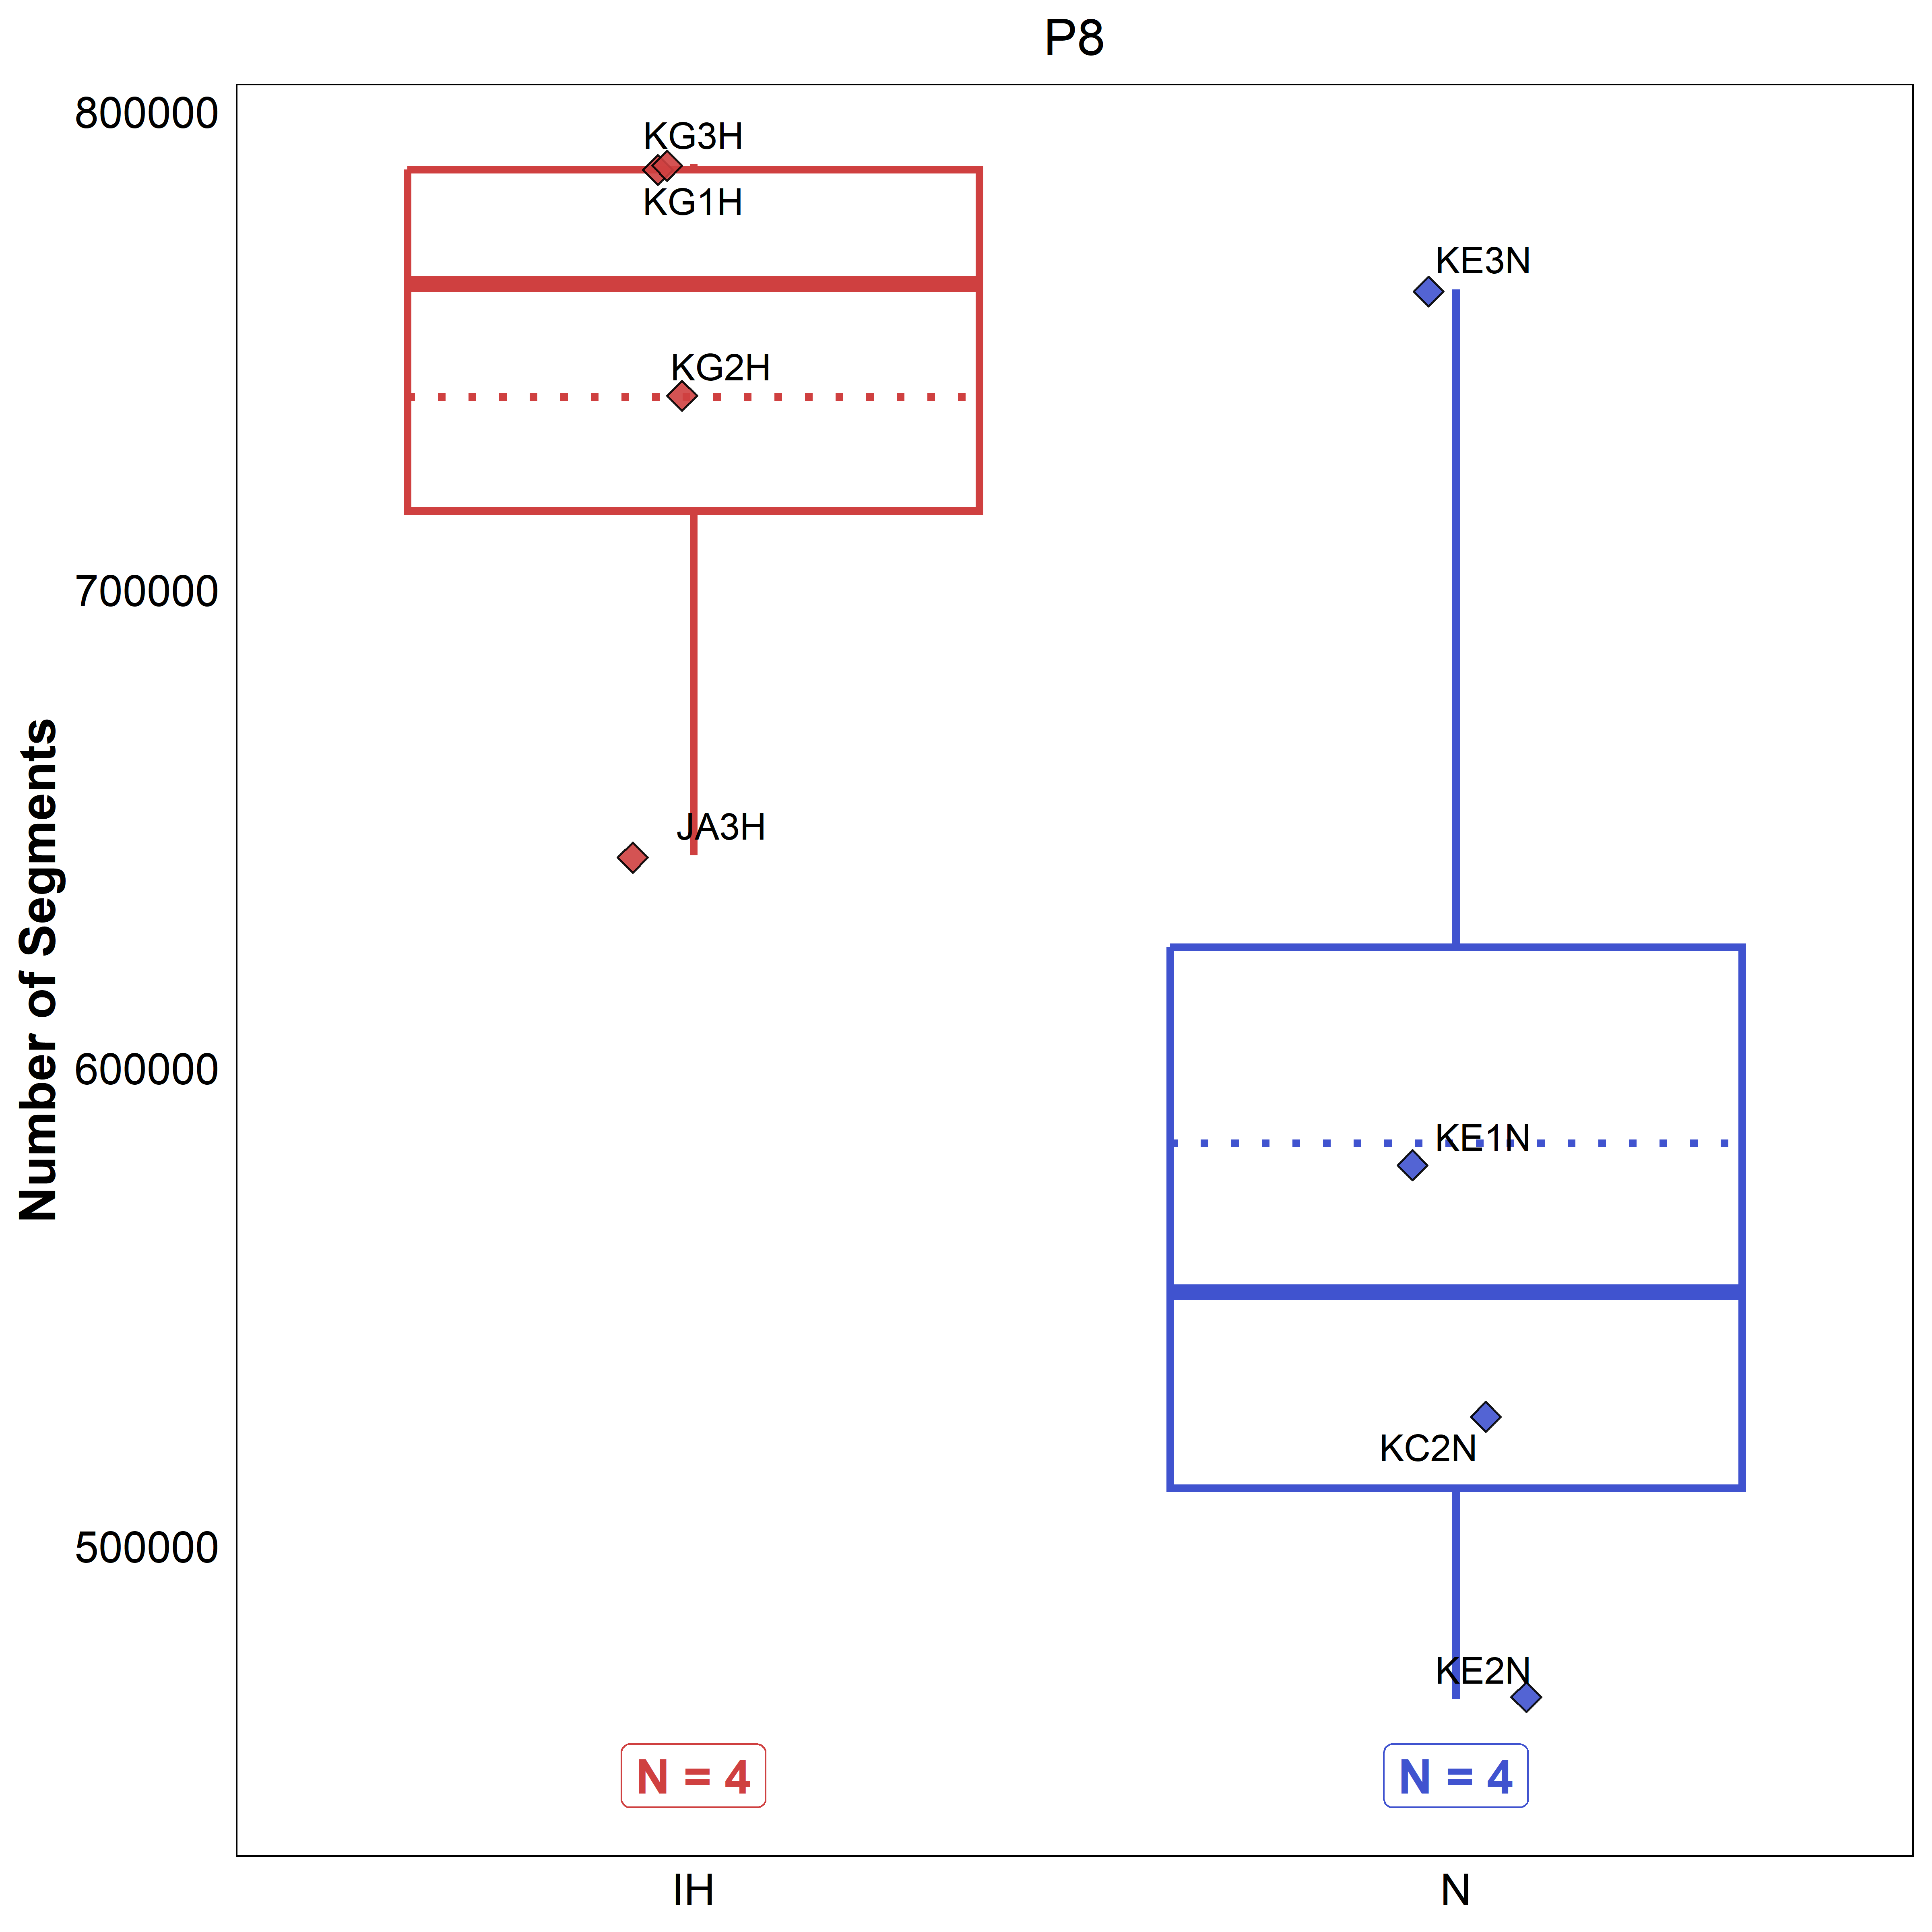 P8
800000
700000
600000
500000
Number of Segments
KG3H
KG1H
KG2H
JA3H
KE3N
KE1N
KC2N
KE2N
N = 4
N = 4
IH
N